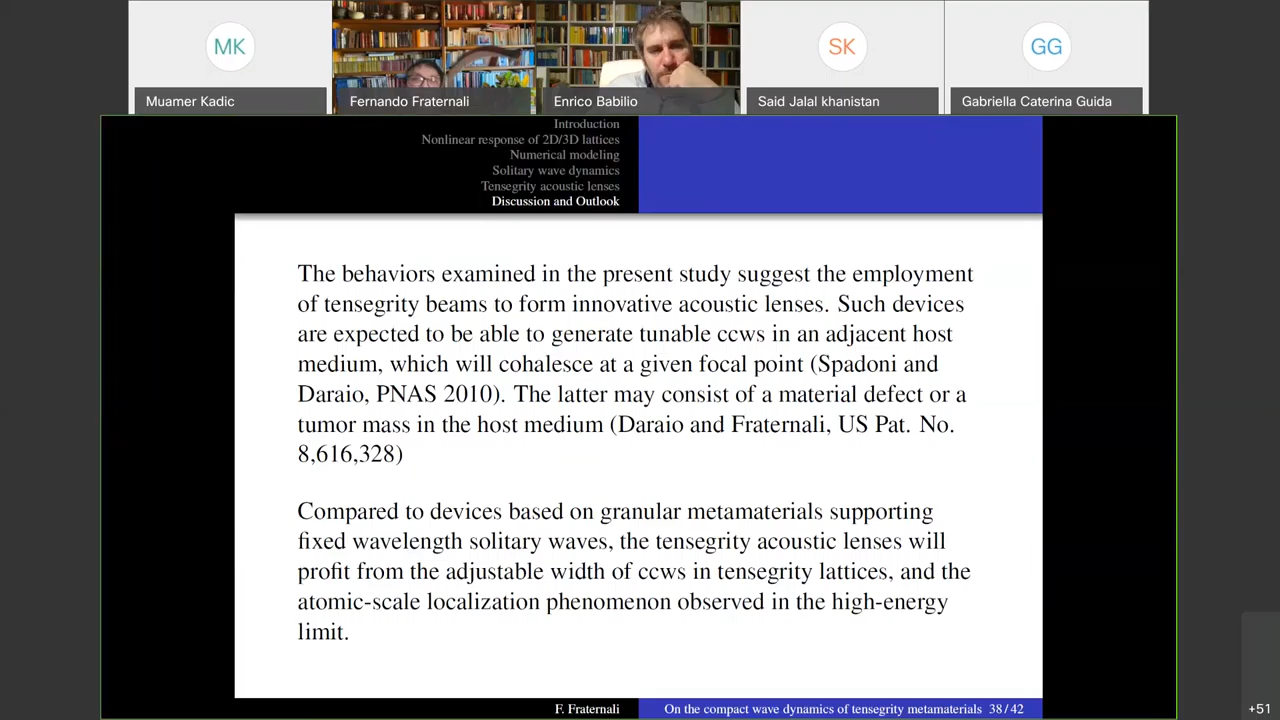 MK
SK
GG
Muamer Kadic
Fernando Fraternali
Enrico Babilio
Said Jalal khanistan
Gabriella Caterina Guida
Introduction
Nonlinear response of 2D/3D lattices
Numerical modeling
Solitary wave dynamics
Tensegrity acoustic lenses
Discussion and Outlook
The behaviors examined in the present study suggest the employment
of tensegrity beams to form innovative acoustic lenses. Such devices
are expected to be able to generate tunable ccws in an adjacent host
medium, which will cohalesce at a given focal point (Spadoni and
Daraio, PNAS 2010). The latter may consist of a material defect or a
tumor mass in the host medium (Daraio and Fraternali, US Pat. No.
8,616,328)
Compared to devices based on granular metamaterials supporting
fixed wavelength solitary waves, the tensegrity acoustic lenses will
profit from the adjustable width of ccws in tensegrity lattices, and the
atomic-scale localization phenomenon observed in the high-energy
limit.
F. Fraternali
On the compact wave dynamics of tensegrity metamaterials 38 / 42
+51